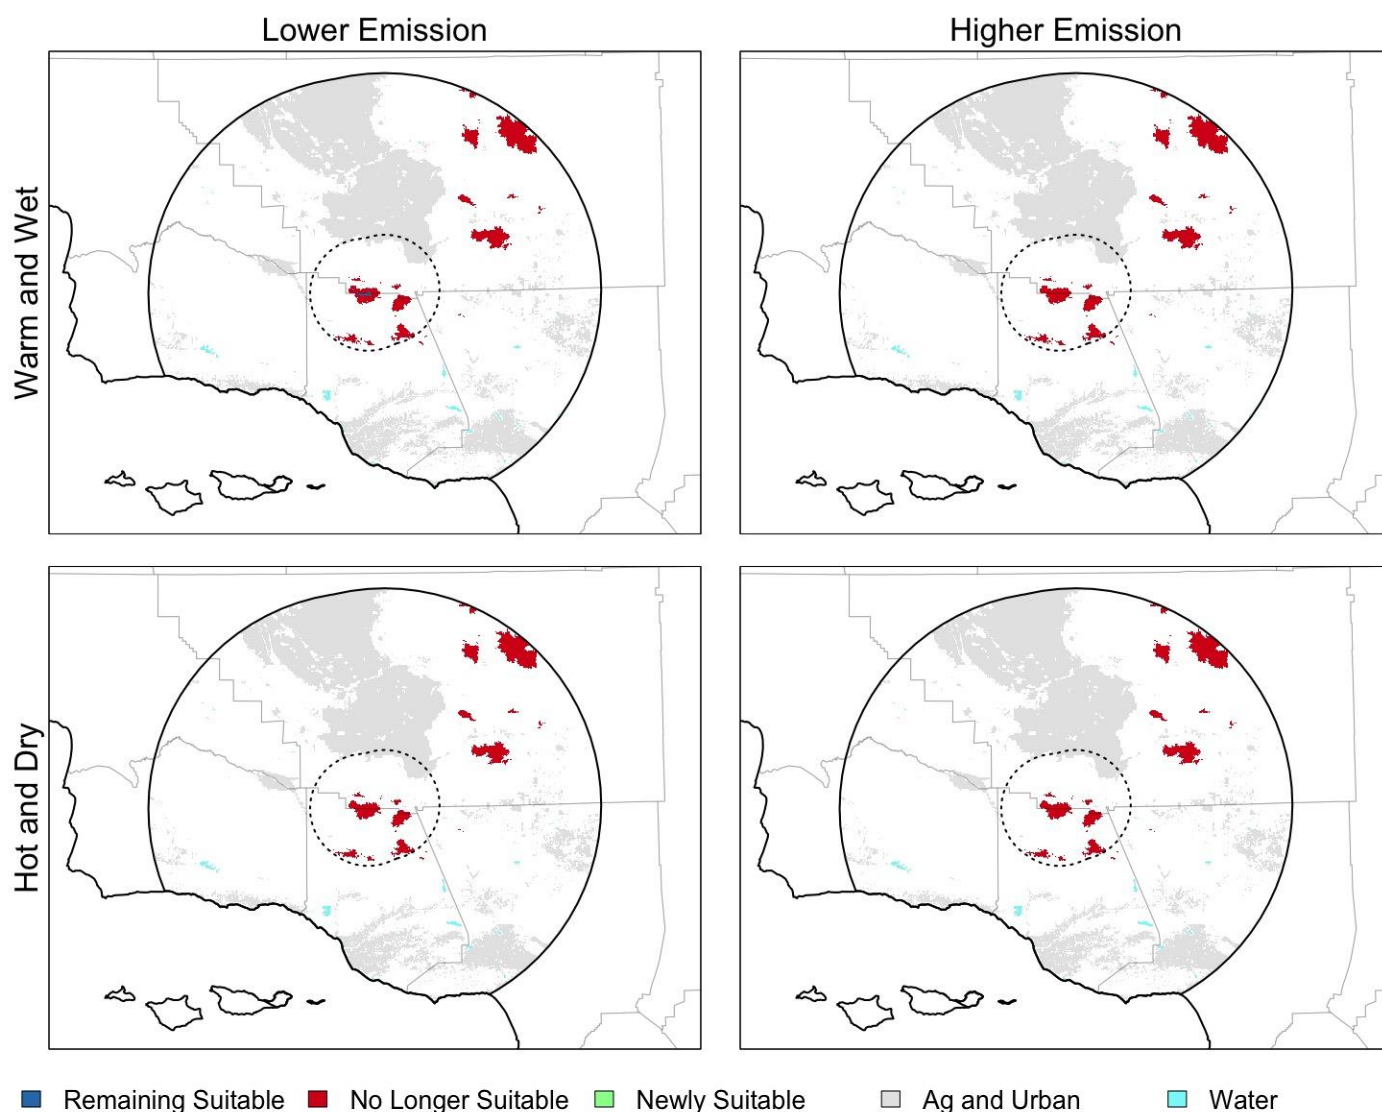 Lower Emission
Higher Emission
Warm and Wet
Hot and Dry
Remaining Suitable
No Longer Suitable
Newly Suitable
Ag and Urban
Water